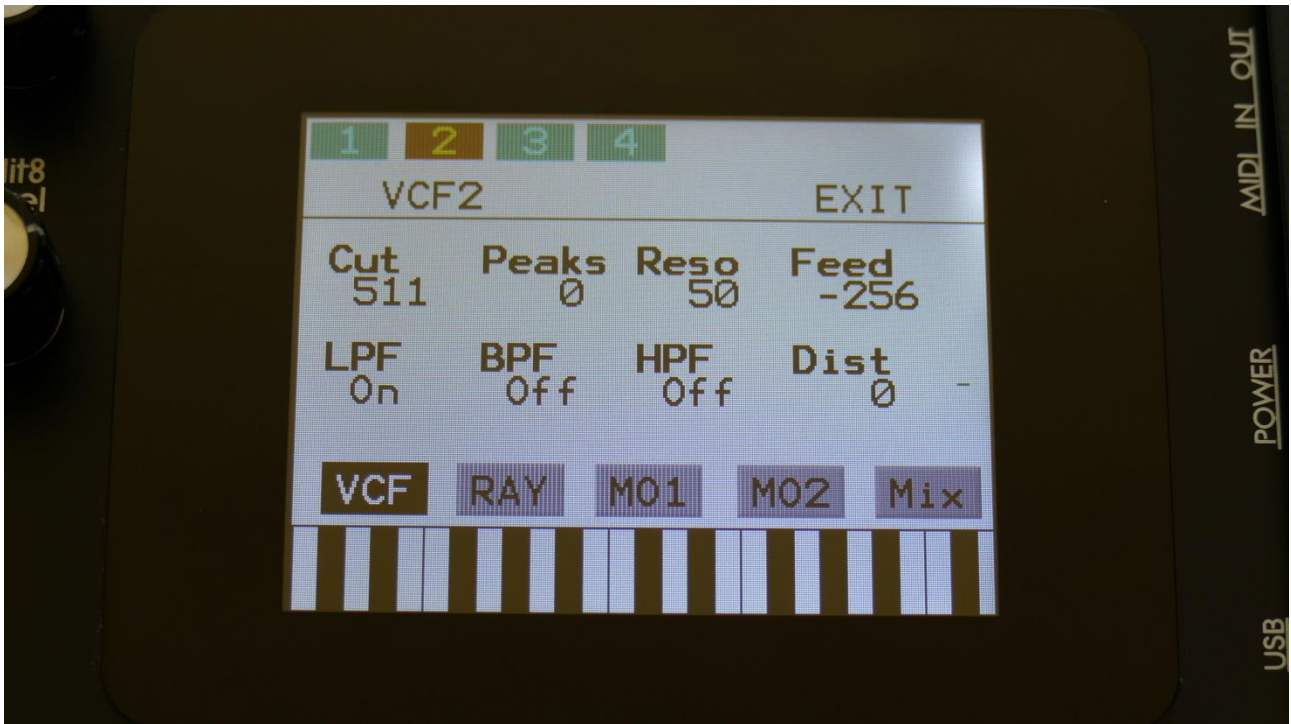 1 2 3 4
VCF2 EXIT
Cut Peaks Reso Feed
511 0 50 -256
LPF BPF HPF Dist
On Off Off 0 -
VCF RAY MO1 MO2 Mix
MIDI IN OUT
POWER
USB